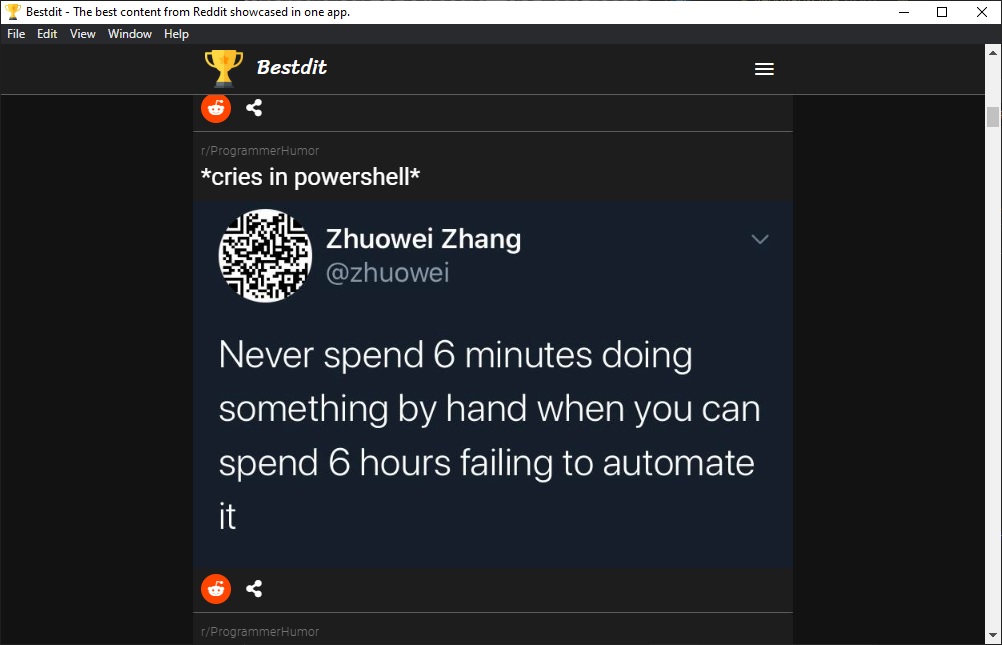 Bestdit - The best content from Reddit showcased in one app.
File Edit View Window Help
Bestdit
r/ProgrammerHumor
*cries in powershell*
Zhuowei Zhang
@zhuowei
Never spend 6 minutes doing
something by hand when you can
spend 6 hours failing to automate
it
r/ProgrammerHumor